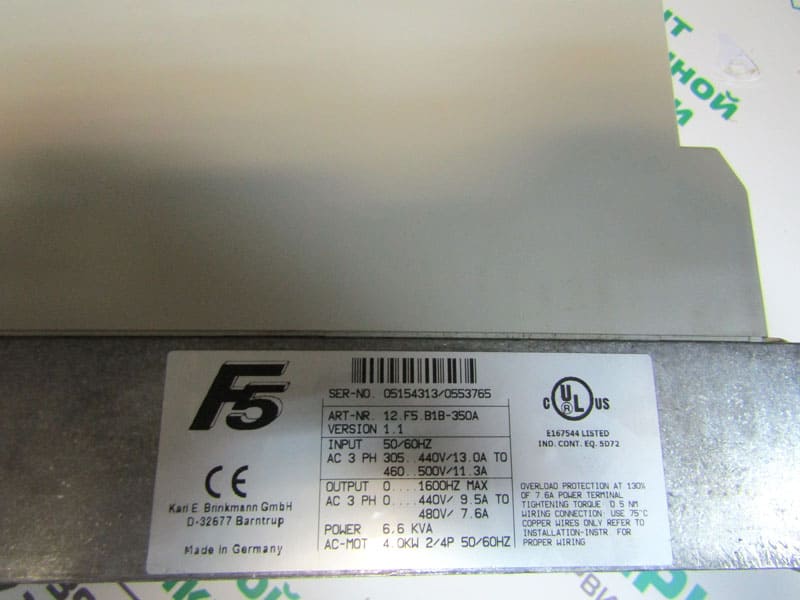 нт
ной
и
F5
SER-NO. 05154313/0553765
ART-NR. 12.F5.B1B-350A
VERSION 1.1
INPUT 50/60HZ
AC 3 PH 305..440V/13.0A TO
460..500V/11.3A
OUTPUT 0....1600HZ MAX
AC 3 PH 0....440V/ 9.5A TO
480V/ 7.6A
POWER 6.6 KVA
AC-MOT 4.0KW 2/4P 50/60HZ
CE
Karl E. Brinkmann GmbH
D-32677 Barntrup
Made in Germany
C UL US
R
E167544 LISTED
IND. CONT. EQ. 5D72
OVERLOAD PROTECTION AT 130%
OF 7.6A POWER TERMINAL
TIGHTENING TORQUE: 0.5 NM
WIRING CONNECTION: USE 75°C
COPPER WIRES ONLY REFER TO
INSTALLATION-INSTR. FOR
PROPER WIRING